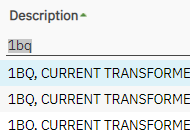 Description
1bq
1BQ, CURRENT TRANSFORME
1BQ, CURRENT TRANSFORME
1BQ, CURRENT TRANSFORME